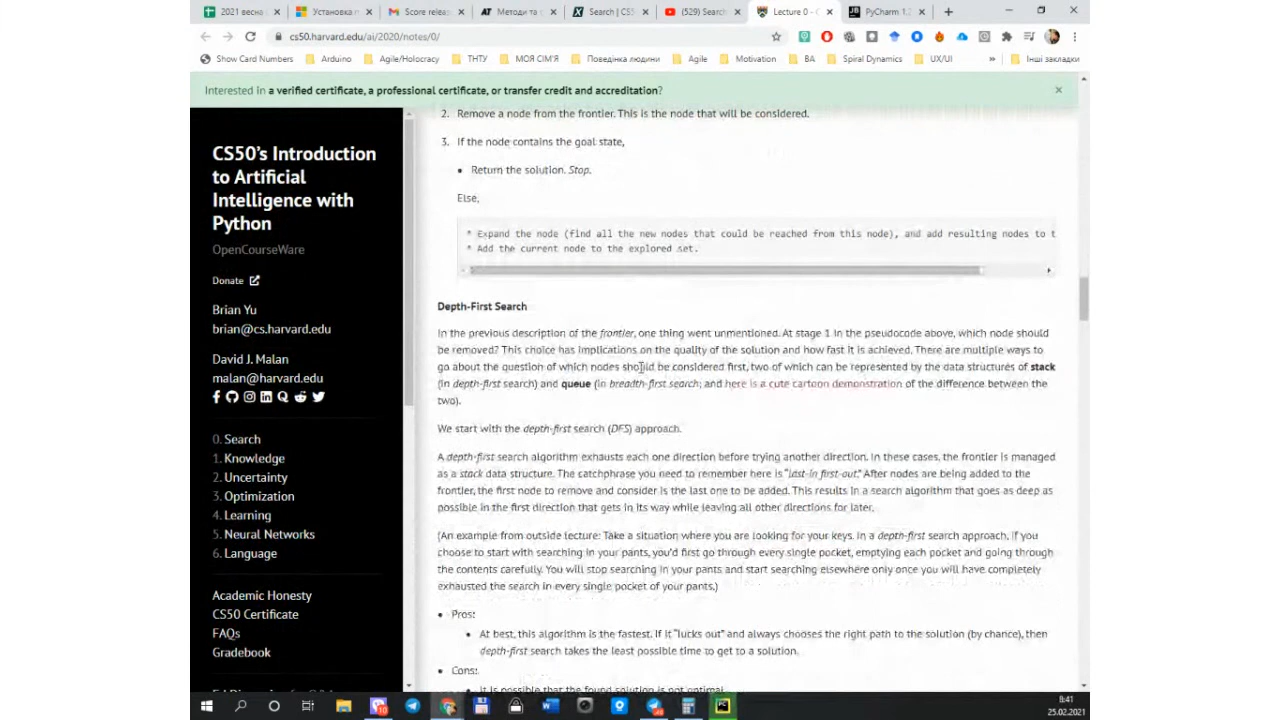 2021 весна
Установка
Score relea
Методи та
Search | CS5
(529) Searc
Lecture 0 - C
PyCharm 1.
cs50.harvard.edu/ai/2020/notes/0/
Show Card Numbers
Arduino
Agile/Holocracy
ТНТУ
МОЯ СІМ'Я
Поведінка людини
Agile
Motivation
BA
Spiral Dynamics
UX/UI
»
Інші закладки
Interested in a verified certificate, a professional certificate, or transfer credit and accreditation?
CS50's Introduction
to Artificial
Intelligence with
Python
OpenCourseWare
Donate
Brian Yu
brian@cs.harvard.edu
David J. Malan
malan@harvard.edu
0. Search
1. Knowledge
2. Uncertainty
3. Optimization
4. Learning
5. Neural Networks
6. Language
Academic Honesty
CS50 Certificate
FAQs
Gradebook
2. Remove a node from the frontier. This is the node that will be considered.
3. If the node contains the goal state,
• Return the solution. Stop.
Else,
* Expand the node (find all the new nodes that could be reached from this node), and add resulting nodes to t
* Add the current node to the explored set.
Depth-First Search
In the previous description of the frontier, one thing went unmentioned. At stage 1 in the pseudocode above, which node should
be removed? This choice has implications on the quality of the solution and how fast it is achieved. There are multiple ways to
go about the question of which nodes should be considered first, two of which can be represented by the data structures of stack
(in depth-first search) and queue (in breadth-first search; and here is a cute cartoon demonstration of the difference between the
two).
We start with the depth-first search (DFS) approach.
A depth-first search algorithm exhausts each one direction before trying another direction. In these cases, the frontier is managed
as a stack data structure. The catchphrase you need to remember here is "last-in first-out." After nodes are being added to the
frontier, the first node to remove and consider is the last one to be added. This results in a search algorithm that goes as deep as
possible in the first direction that gets in its way while leaving all other directions for later.
(An example from outside lecture: Take a situation where you are looking for your keys. In a depth-first search approach, if you
choose to start with searching in your pants, you'd first go through every single pocket, emptying each pocket and going through
the contents carefully. You will stop searching in your pants and start searching elsewhere only once you will have completely
exhausted the search in every single pocket of your pants.)
• Pros:
• At best, this algorithm is the fastest. If it "lucks out" and always chooses the right path to the solution (by chance), then
depth-first search takes the least possible time to get to a solution.
• Cons:
• It is possible that the found solution is not optimal.
9:41
25.02.2021